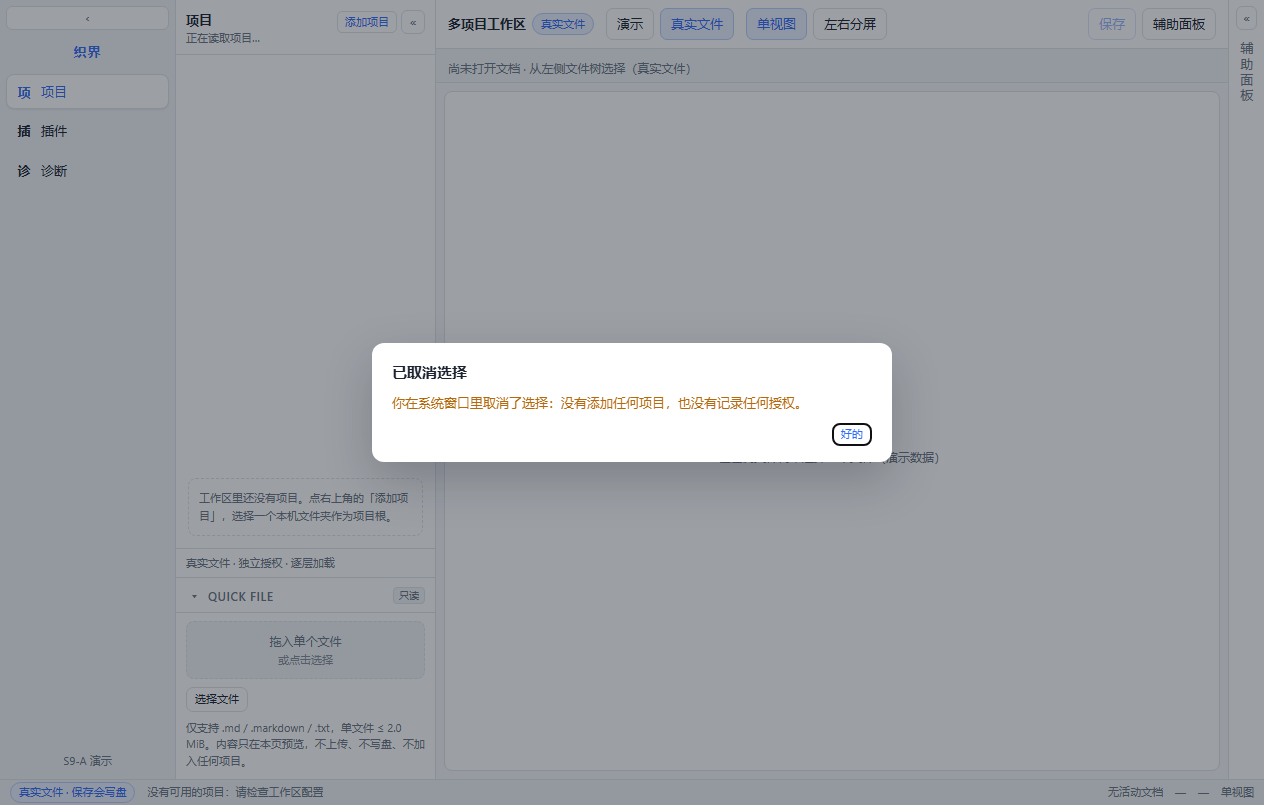 ‹
织界
项 项目
插 插件
诊 诊断
S9-A 演示
项目
正在读取项目...
添加项目
«
工作区里还没有项目。点右上角的「添加项
目」，选择一个本机文件夹作为项目根。
真实文件 · 独立授权 · 逐层加载
QUICK FILE
只读
拖入单个文件
或点击选择
选择文件
仅支持 .md / .markdown / .txt，单文件 ≤ 2.0
MiB。内容只在本页预览，不上传、不写盘、不加
入任何项目。
多项目工作区
真实文件
演示
真实文件
单视图
左右分屏
保存
辅助面板
尚未打开文档 · 从左侧文件树选择（真实文件）
已取消选择
你在系统窗口里取消了选择：没有添加任何项目，也没有记录任何授权。
好的
演示数据）
«
辅
助
面
板
真实文件 · 保存会写盘
没有可用的项目：请检查工作区配置
无活动文档
—
—
单视图